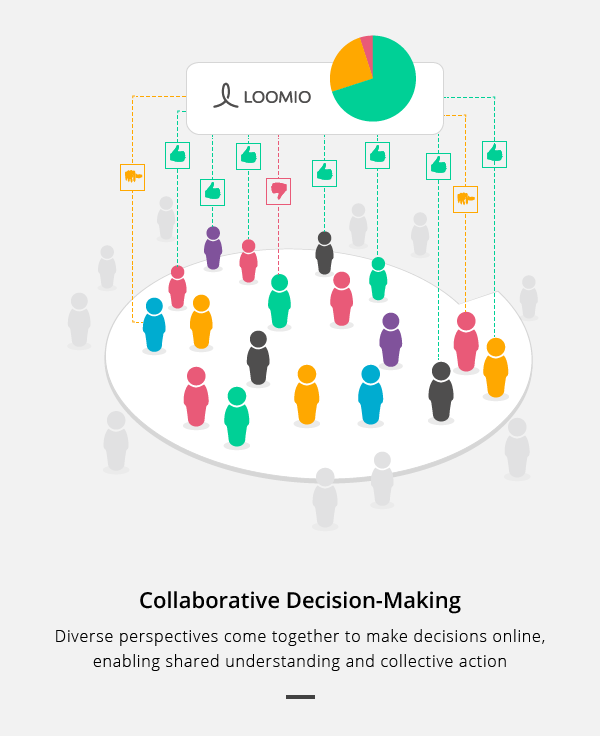 LOOMIO
Collaborative Decision-Making
Diverse perspectives come together to make decisions online,
enabling shared understanding and collective action